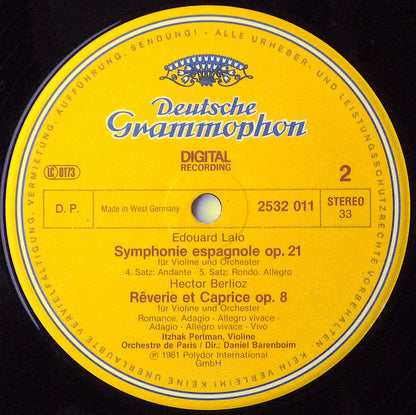 VERMIETUNG, AUFFÜHRUNG, SENDUNG! - ALLE URHEBER- UND LEISTUNGSSCHUTZRECHTE VORBEHALTEN. KEIN VERLEIH! KEINE UNERLAUBTE VERVIELFÄLTIGUNG,
Deutsche
Grammophon
DIGITAL
RECORDING
LC 0173
2
D. P.
Made in West Germany
2532 011
STEREO
33
Edouard Lalo
Symphonie espagnole op. 21
für Violine und Orchester
4. Satz: Andante · 5. Satz: Rondo. Allegro
Hector Berlioz
Rêverie et Caprice op. 8
für Violine und Orchester
Romance. Adagio - Allegro vivace -
Adagio - Allegro vivace - Vivo
Itzhak Perlman, Violine
Orchestre de Paris / Dir.: Daniel Barenboim
℗ 1981 Polydor International
GmbH